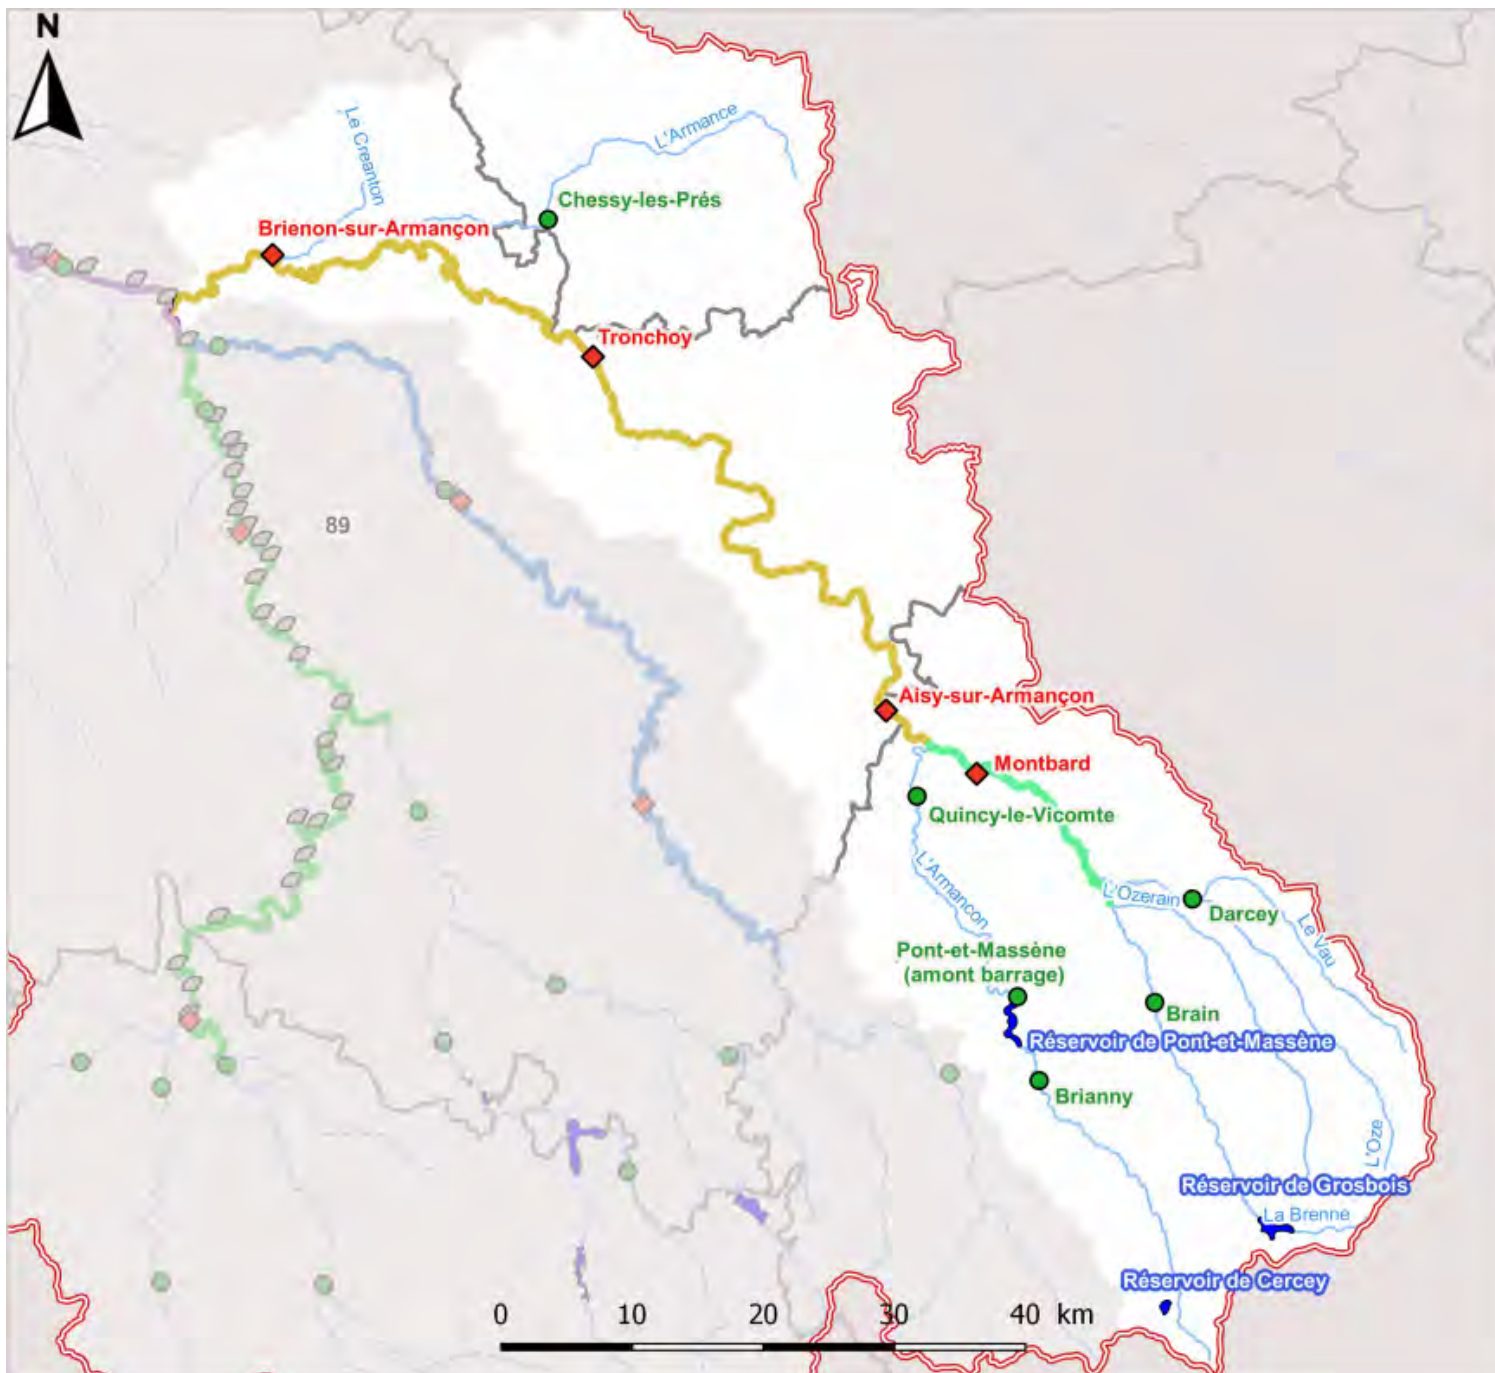 N
Le Creanton
L'Armance
Chessy-les-Prés
Brienon-sur-Armançon
Tronchoy
89
Aisy-sur-Armançon
Montbard
Quincy-le-Vicomte
L'Armancon
L'Ozerain
Darcey
Le Vau
Pont-et-Massène
(amont barrage)
Brain
Réservoir de Pont-et-Massène
Brianny
L'Oze
Réservoir de Grosbois
La Brenne
Réservoir de Cercey
0 10 20 30 40 km